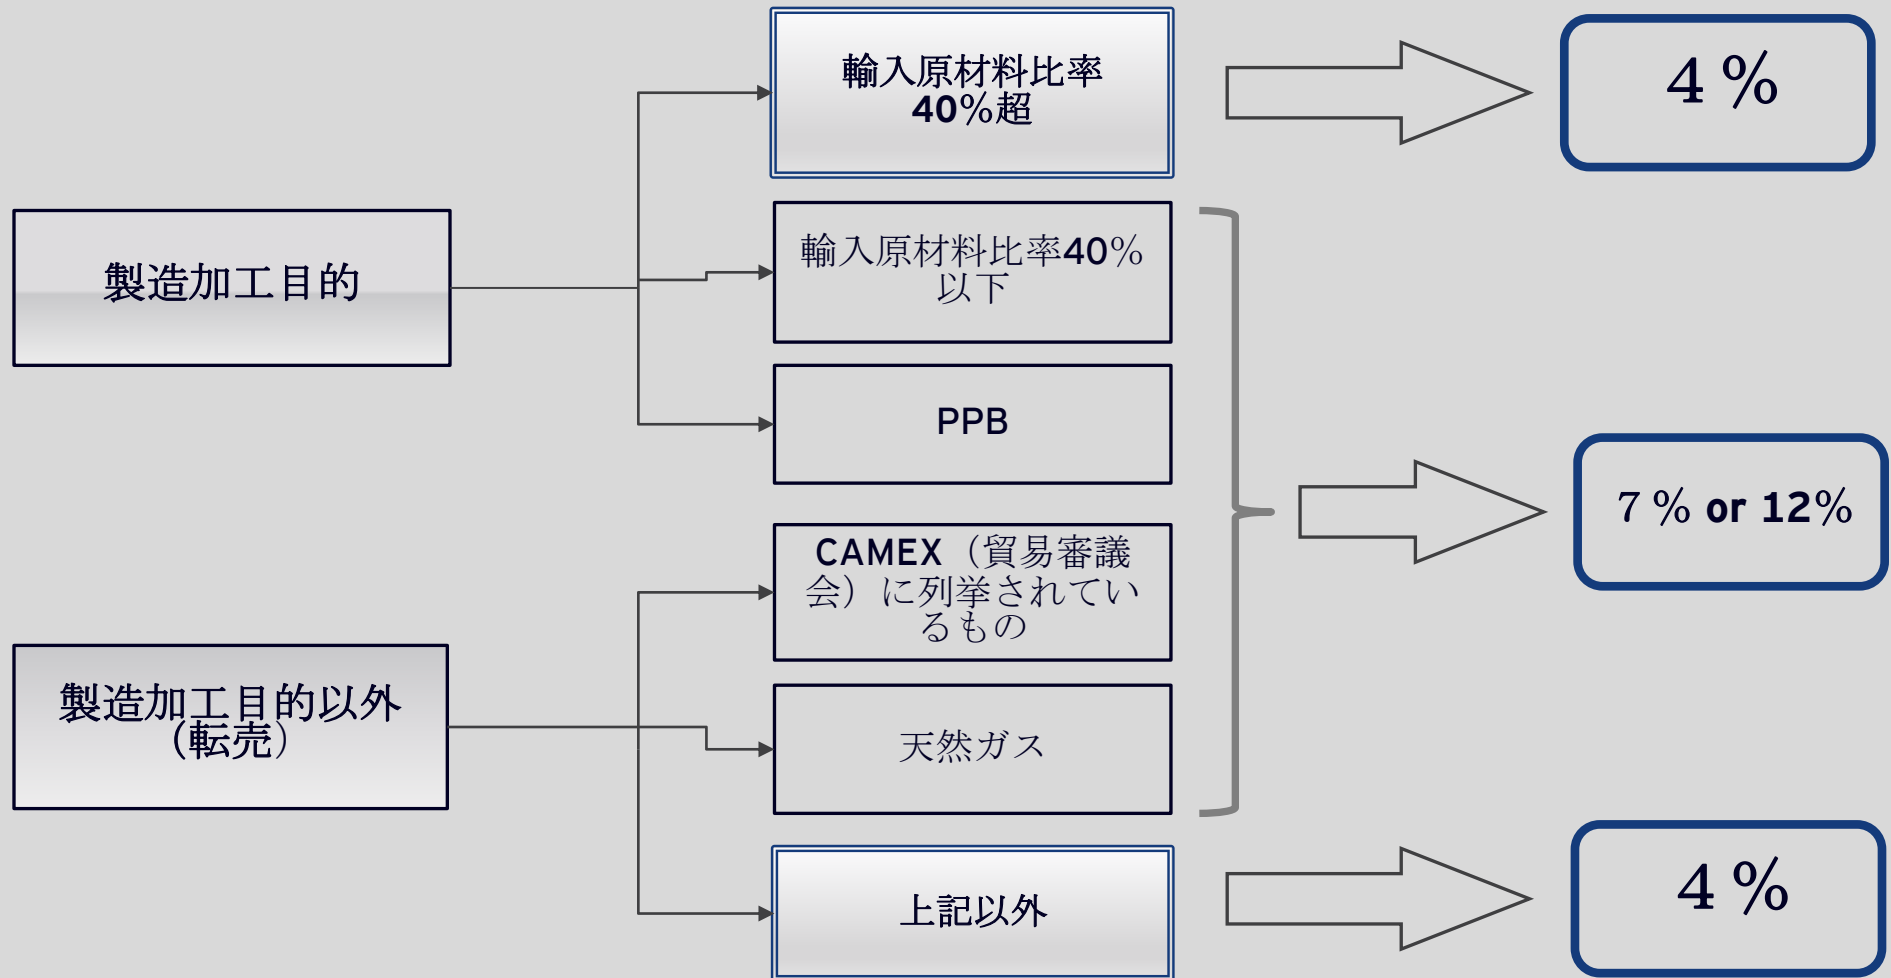 輸入原材料比率
40％超
4 %
製造加工目的
輸入原材料比率40％
以下
PPB
7 % or 12%
CAMEX（貿易審議
会）に列挙されてい
るもの
製造加工目的以外
（転売）
天然ガス
上記以外
4 %